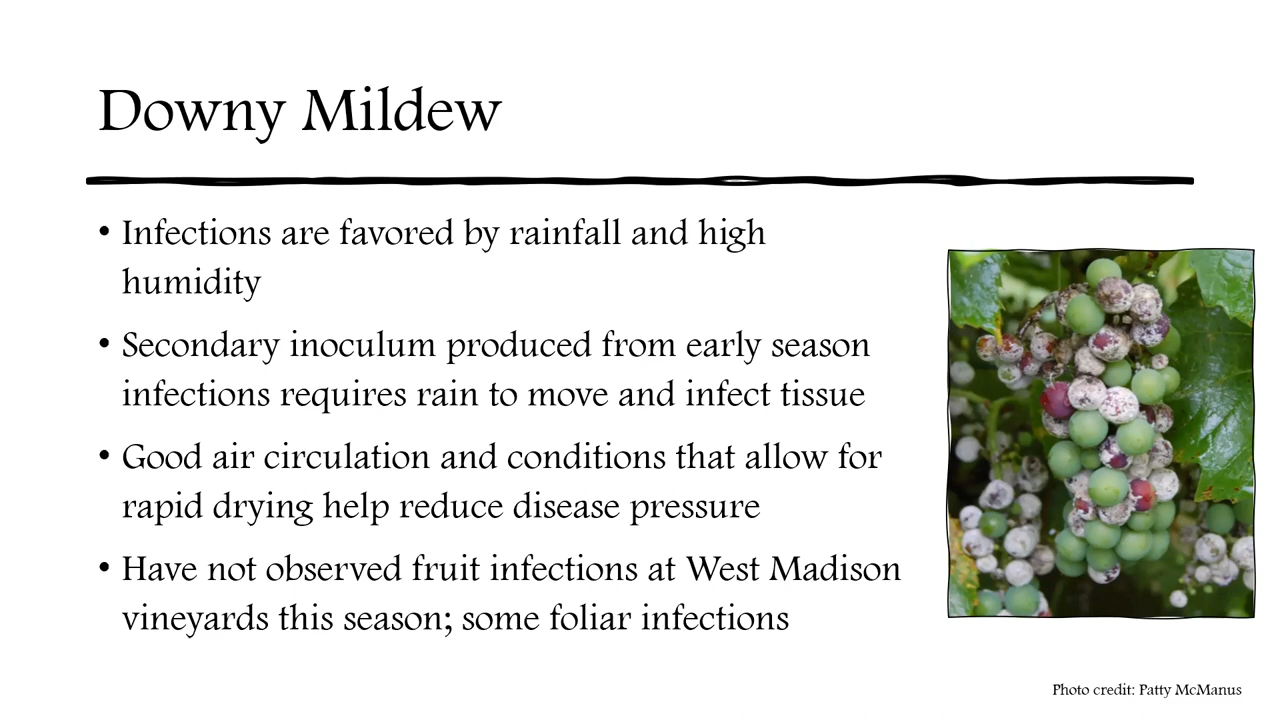 Downy Mildew
• Infections are favored by rainfall and high
humidity
• Secondary inoculum produced from early season
infections requires rain to move and infect tissue
• Good air circulation and conditions that allow for
rapid drying help reduce disease pressure
• Have not observed fruit infections at West Madison
vineyards this season; some foliar infections
Photo credit: Patty McManus